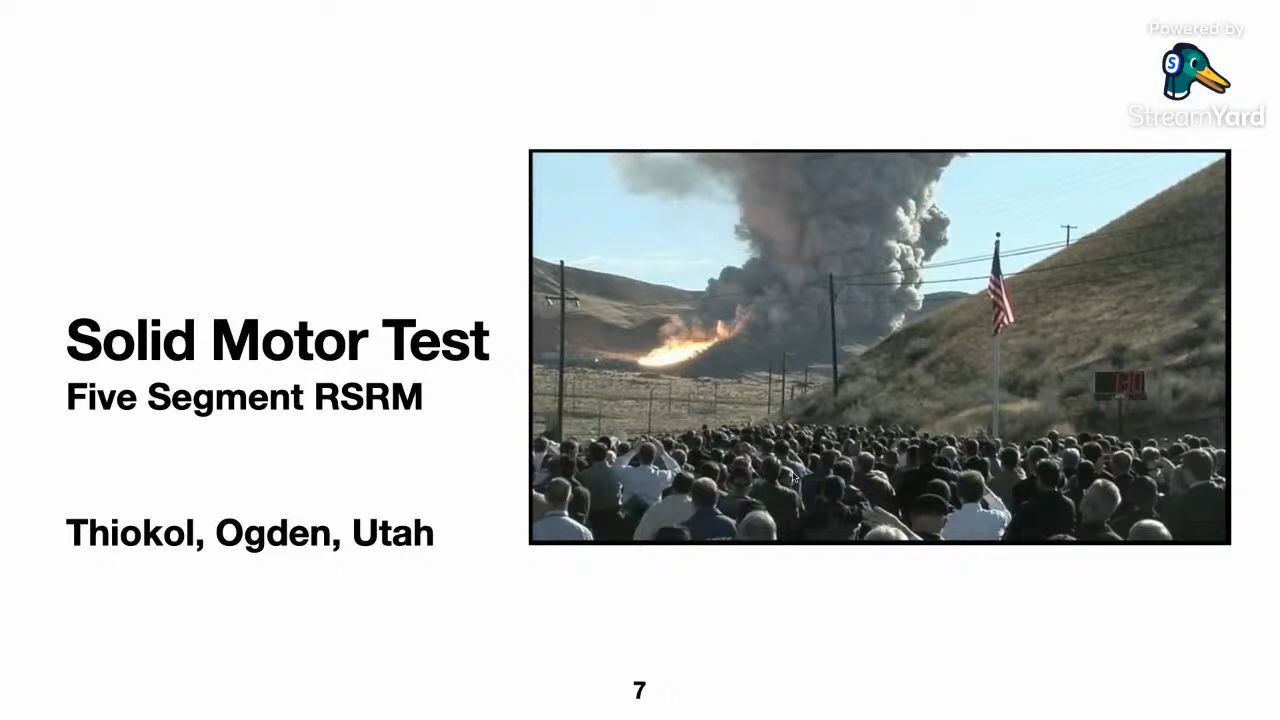 Powered by
S
StreamYard
Solid Motor Test
Five Segment RSRM
Thiokol, Ogden, Utah
7